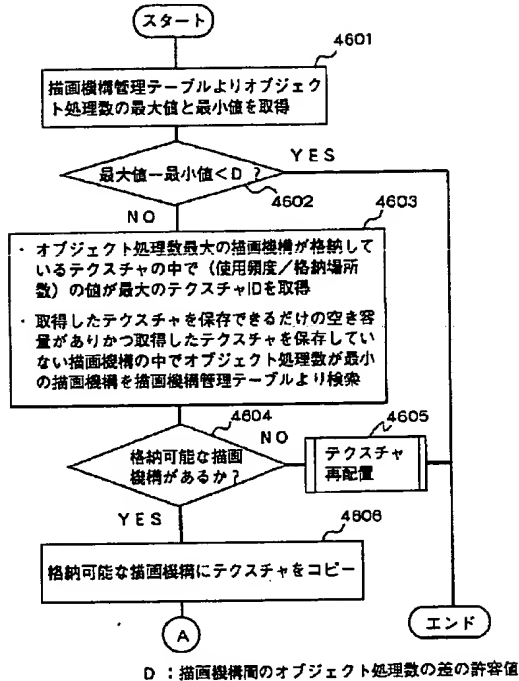 スタート
4601
描画機構管理テーブルよりオブジェク
ト処理数の最大値と最小値を取得
YES
最大値ー最小値<D ?
4602
NO
4603
・ オブジェクト処理数最大の描画機構が格納して
いるテクスチャの中で(使用頻度/格納場所
数)の値が最大のテクスチャIDを取得
・ 取得したテクスチャを保存できるだけの空き容
量がありかつ取得したテクスチャを保存してい
ない描画機構の中でオブジェクト処理数が最小
の描画機構を描画機構管理テーブルより検索
4604
NO
4605
格納可能な描画
機構があるか?
テクスチャ
再配置
YES
4606
格納可能な描画機構にテクスチャをコピー
A
エンド
D :描画機構間のオブジェクト処理数の差の許容値